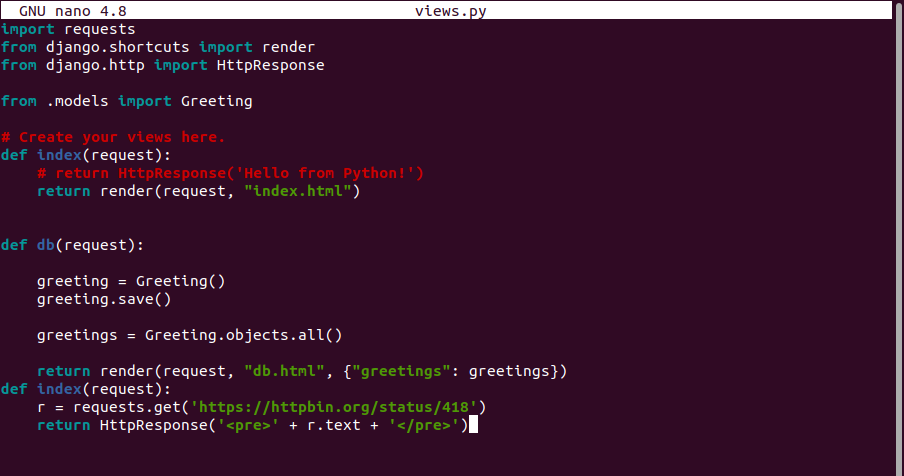 GNU nano 4.8 views.py
import requests
from django.shortcuts import render
from django.http import HttpResponse
from .models import Greeting
# Create your views here.
def index(request):
    # return HttpResponse('Hello from Python!')
    return render(request, "index.html")
def db(request):
    greeting = Greeting()
    greeting.save()
    greetings = Greeting.objects.all()
    return render(request, "db.html", {"greetings": greetings})
def index(request):
    r = requests.get('https://httpbin.org/status/418')
    return HttpResponse('<pre>' + r.text + '</pre>')